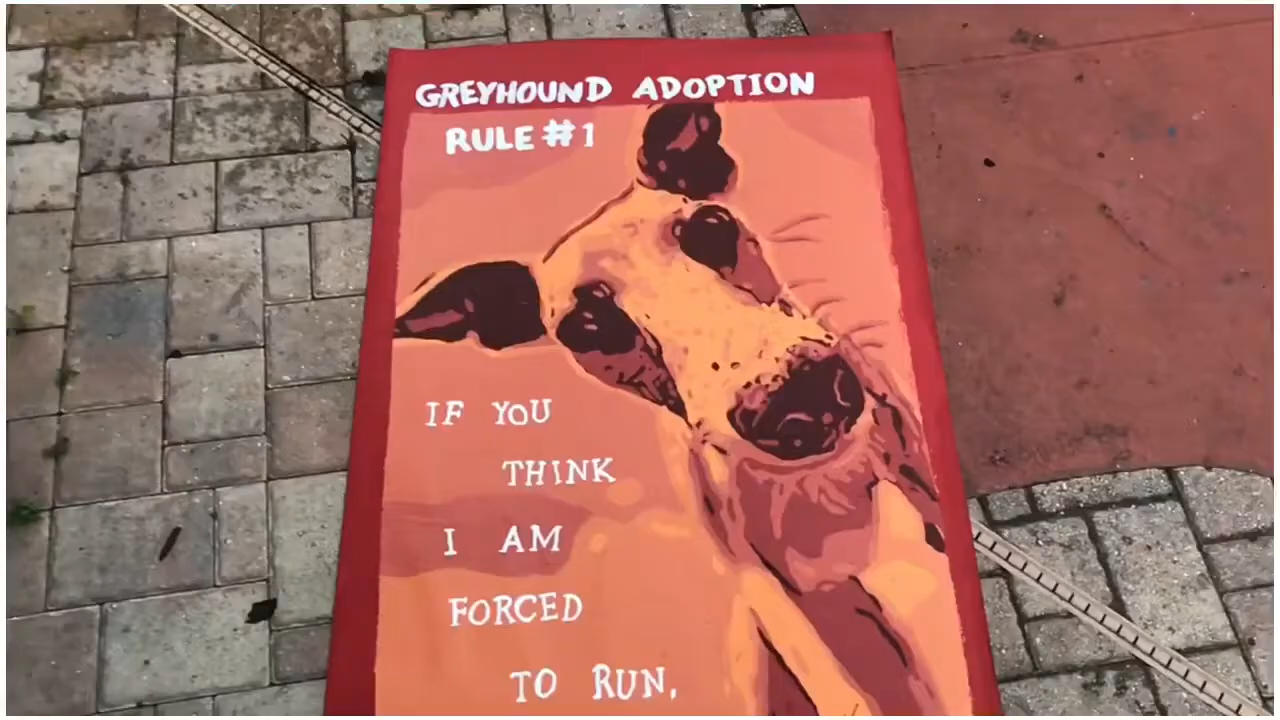 GREYHOUND ADOPTION
RULE #1
IF YOU
THINK
I AM
FORCED
TO RUN,